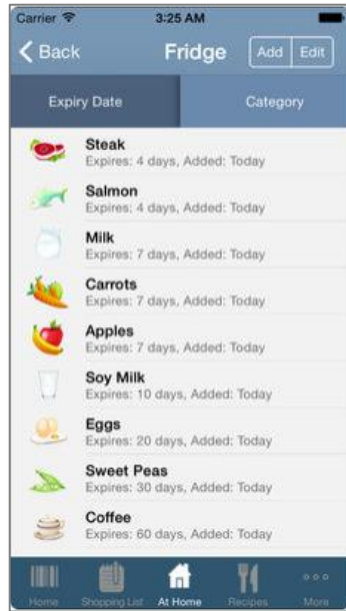 Carrier 3:25 AM
Back Fridge Add Edit
Expiry Date Category
Steak
Expires: 4 days, Added: Today
Salmon
Expires: 4 days, Added: Today
Milk
Expires: 7 days, Added: Today
Carrots
Expires: 7 days, Added: Today
Apples
Expires: 7 days, Added: Today
Soy Milk
Expires: 10 days, Added: Today
Eggs
Expires: 20 days, Added: Today
Sweet Peas
Expires: 30 days, Added: Today
Coffee
Expires: 60 days, Added: Today
Home Shopping List At Home Recipes More